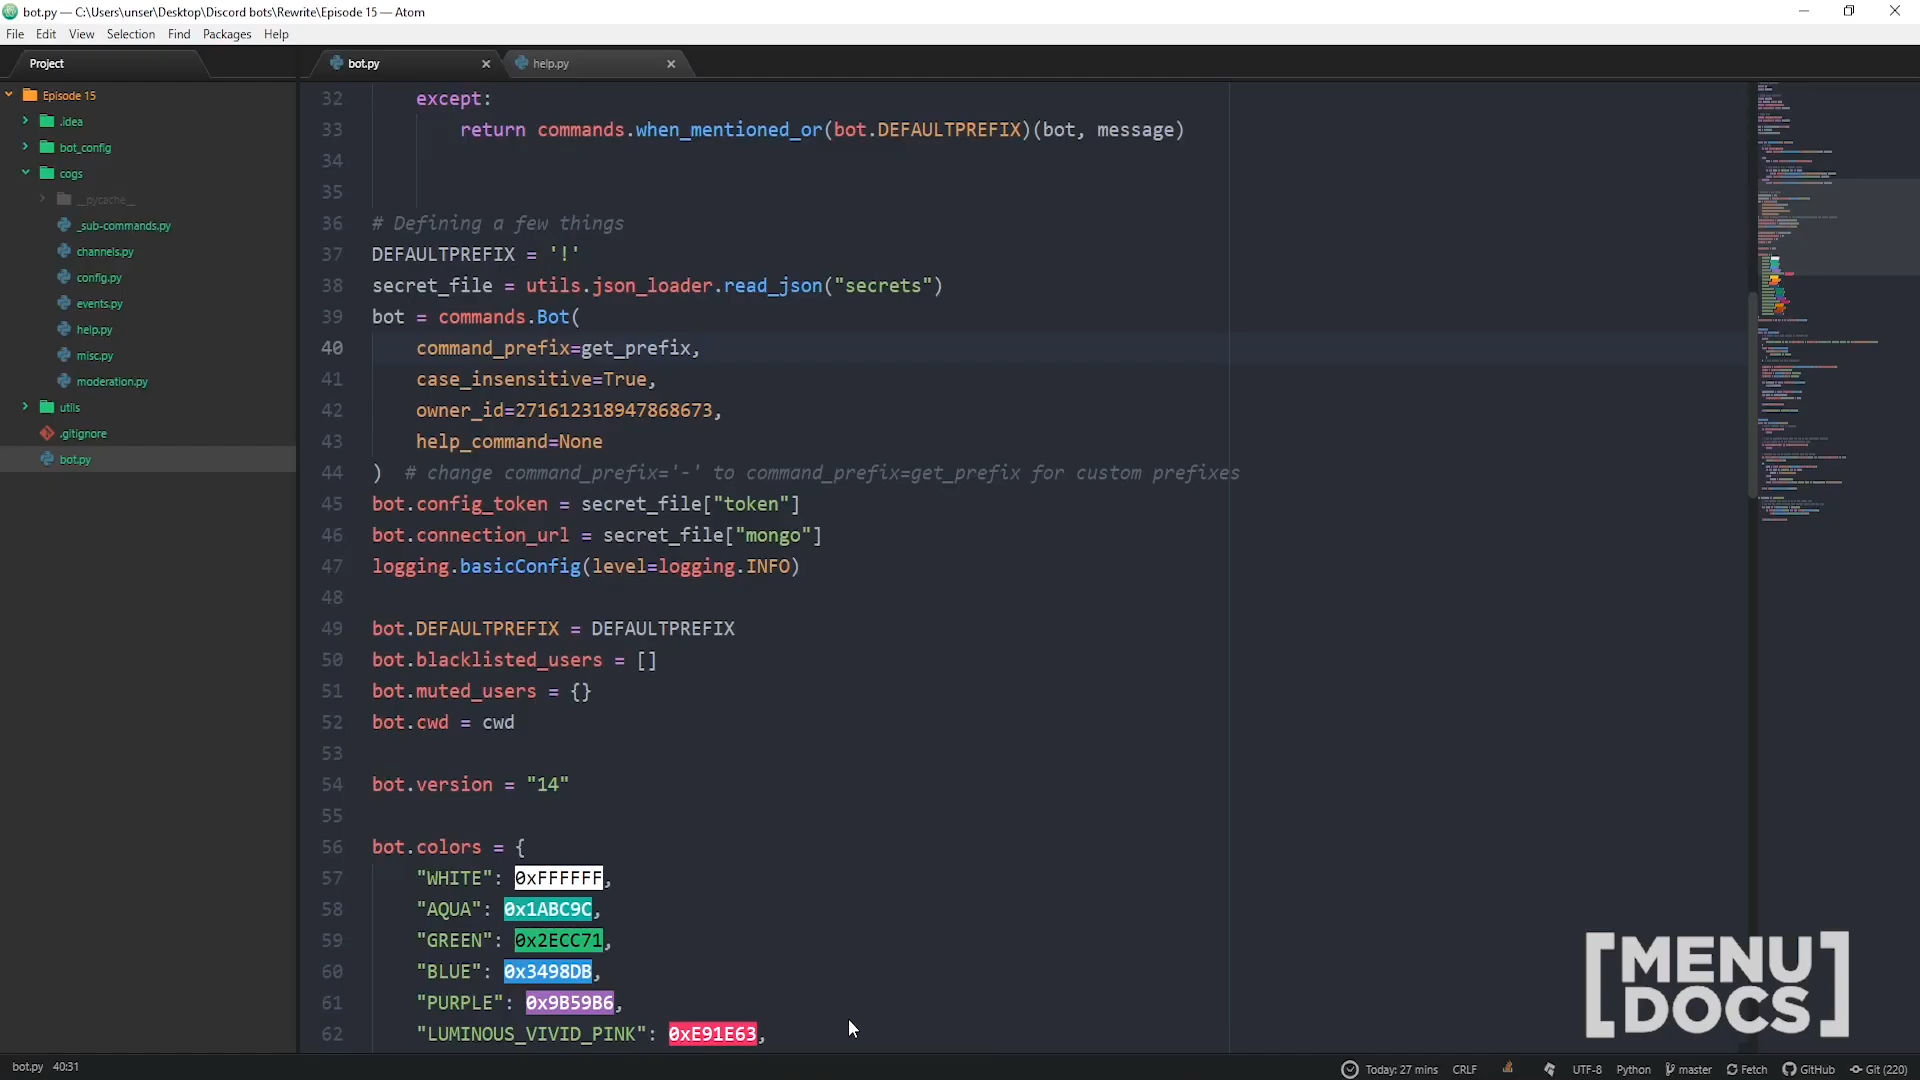 bot.py — C:\Users\unser\Desktop\Discord bots\Rewrite\Episode 15 — Atom
File Edit View Selection Find Packages Help
Project
bot.py
help.py
Episode 15
.idea
bot_config
cogs
__pycache__
_sub-commands.py
channels.py
config.py
events.py
help.py
misc.py
moderation.py
utils
.gitignore
bot.py
32 except:
33 return commands.when_mentioned_or(bot.DEFAULTPREFIX)(bot, message)
34
35
36 # Defining a few things
37 DEFAULTPREFIX = '!'
38 secret_file = utils.json_loader.read_json("secrets")
39 bot = commands.Bot(
40 command_prefix=get_prefix,
41 case_insensitive=True,
42 owner_id=271612318947868673,
43 help_command=None
44 ) # change command_prefix='-' to command_prefix=get_prefix for custom prefixes
45 bot.config_token = secret_file["token"]
46 bot.connection_url = secret_file["mongo"]
47 logging.basicConfig(level=logging.INFO)
48
49 bot.DEFAULTPREFIX = DEFAULTPREFIX
50 bot.blacklisted_users = []
51 bot.muted_users = {}
52 bot.cwd = cwd
53
54 bot.version = "14"
55
56 bot.colors = {
57 "WHITE": 0xFFFFFF,
58 "AQUA": 0x1ABC9C,
59 "GREEN": 0x2ECC71,
60 "BLUE": 0x3498DB,
61 "PURPLE": 0x9B59B6,
62 "LUMINOUS_VIVID_PINK": 0xE91E63,
[MENU
DOCS]
bot.py 40:31
Today: 27 mins CRLF UTF-8 Python master Fetch GitHub Git (220)